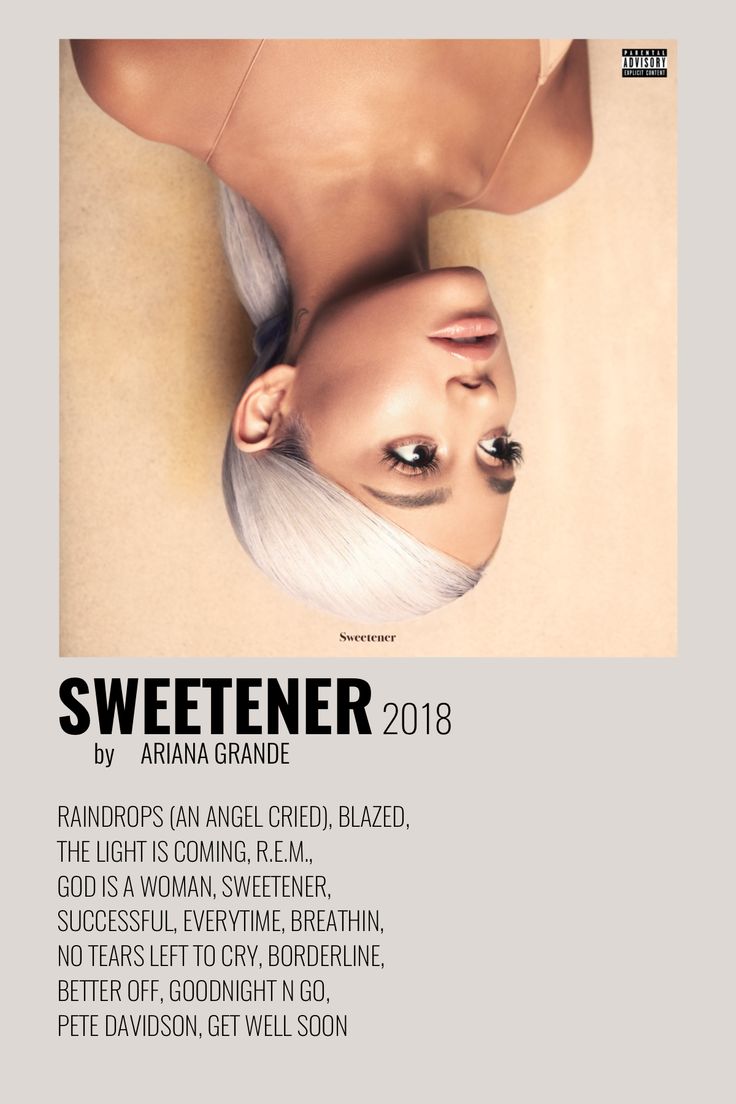 PARENTAL
ADVISORY
EXPLICIT CONTENT
Sweetener
SWEETENER 2018
by ARIANA GRANDE
RAINDROPS (AN ANGEL CRIED), BLAZED,
THE LIGHT IS COMING, R.E.M.,
GOD IS A WOMAN, SWEETENER,
SUCCESSFUL, EVERYTIME, BREATHIN,
NO TEARS LEFT TO CRY, BORDERLINE,
BETTER OFF, GOODNIGHT N GO,
PETE DAVIDSON, GET WELL SOON